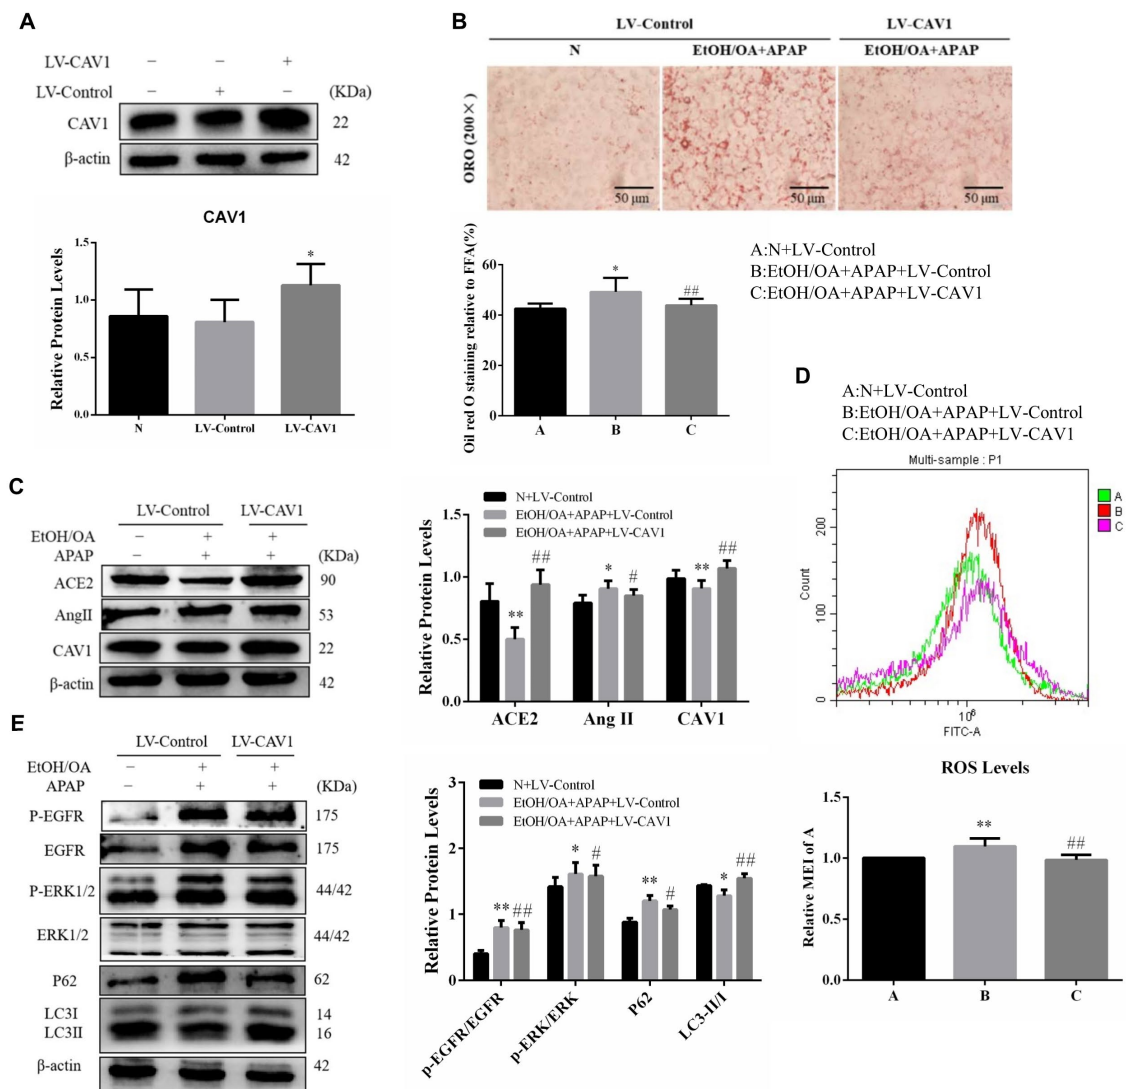 A
LV-CAV1 − − +
LV-Control − + − (KDa)
CAV1 22
β-actin 42
CAV1
Relative Protein Levels
1.5
1.0
0.5
0.0
*
N LV-Control LV-CAV1
B
LV-Control LV-CAV1
N EtOH/OA+APAP EtOH/OA+APAP
ORO (200×)
50 μm 50 μm 50 μm
Oil red O staining relative to FFA(%)
60
40
20
0
* ##
A B C
A:N+LV-Control
B:EtOH/OA+APAP+LV-Control
C:EtOH/OA+APAP+LV-CAV1
C
LV-Control LV-CAV1
EtOH/OA − + +
APAP − + + (KDa)
ACE2 90
AngII 53
CAV1 22
β-actin 42
N+LV-Control
EtOH/OA+APAP+LV-Control
EtOH/OA+APAP+LV-CAV1
Relative Protein Levels
1.5
1.0
0.5
0.0
** ## * # ** ##
ACE2 Ang II CAV1
D
A:N+LV-Control
B:EtOH/OA+APAP+LV-Control
C:EtOH/OA+APAP+LV-CAV1
Multi-sample : P1
A
B
C
Count
200
100
0
10⁶
FITC-A
ROS Levels
Relative MEI of A
1.5
1.0
0.5
0.0
** ##
A B C
E
LV-Control LV-CAV1
EtOH/OA − + +
APAP − + + (KDa)
P-EGFR 175
EGFR 175
P-ERK1/2 44/42
ERK1/2 44/42
P62 62
LC3I 14
LC3II 16
β-actin 42
N+LV-Control
EtOH/OA+APAP+LV-Control
EtOH/OA+APAP+LV-CAV1
Relative Protein Levels
3
2
1
0
** ## * # ** # * ##
p-EGFR/EGFR p-ERK/ERK P62 LC3-II/I